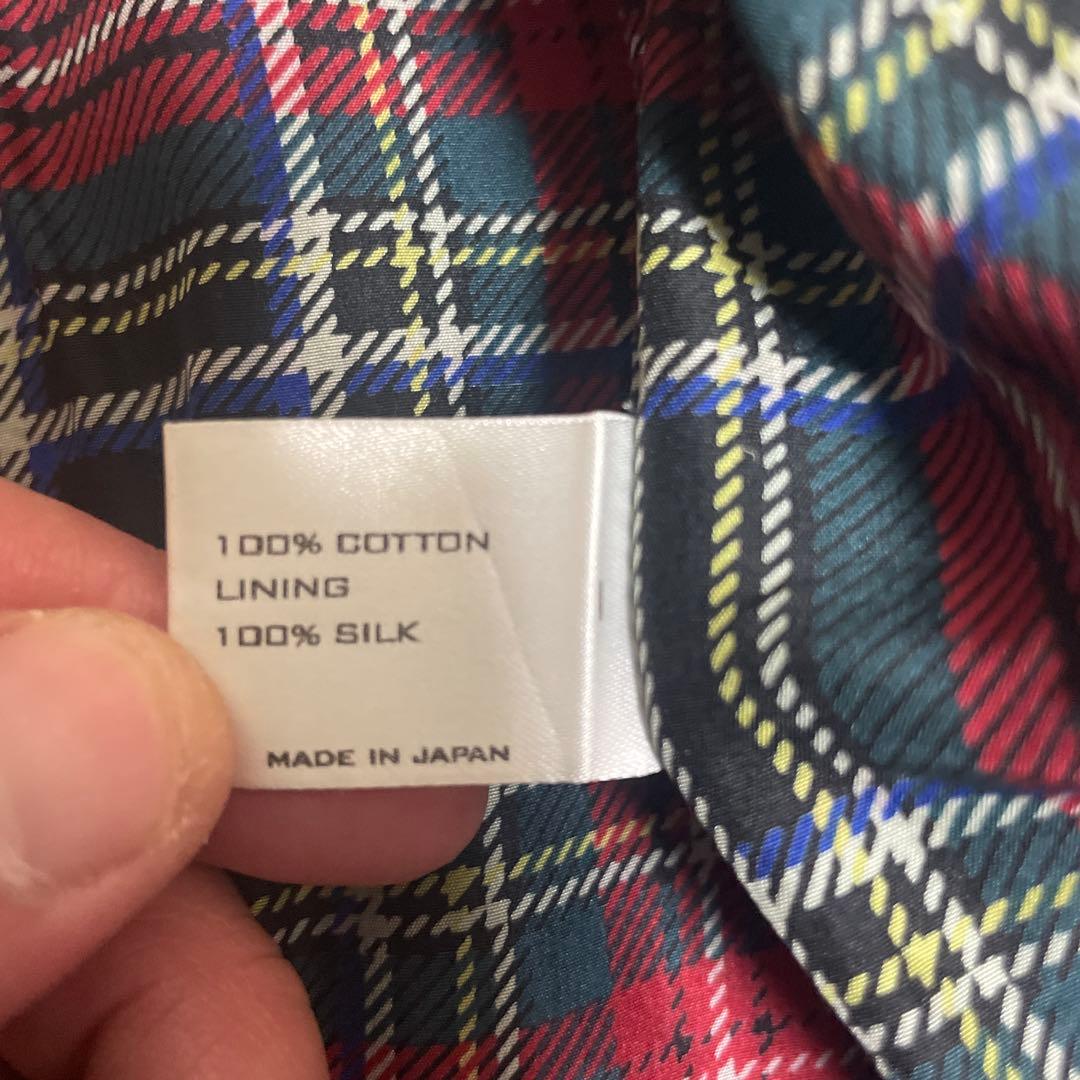 100% COTTON
LINING
100% SILK
MADE IN JAPAN